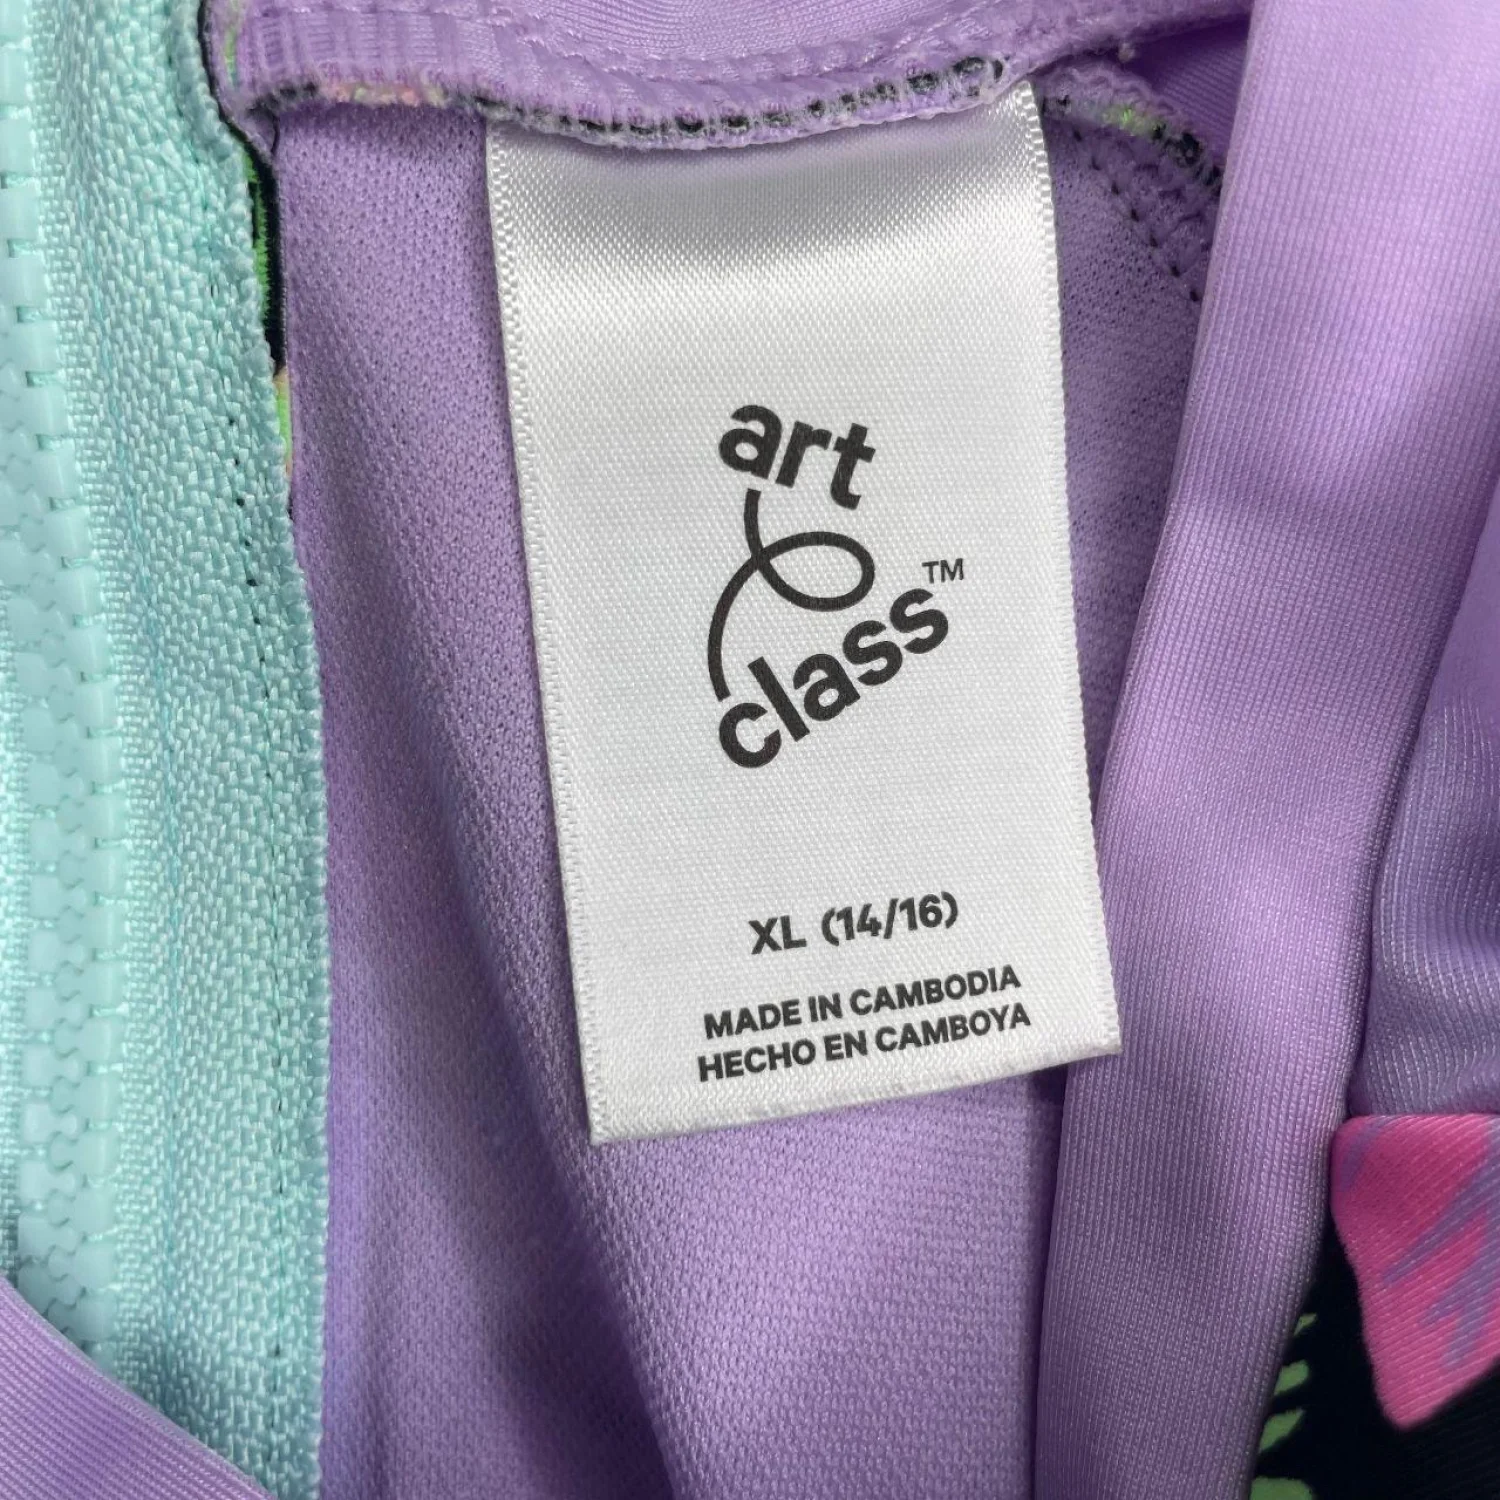 art
class™
XL (14/16)
MADE IN CAMBODIA
HECHO EN CAMBOYA